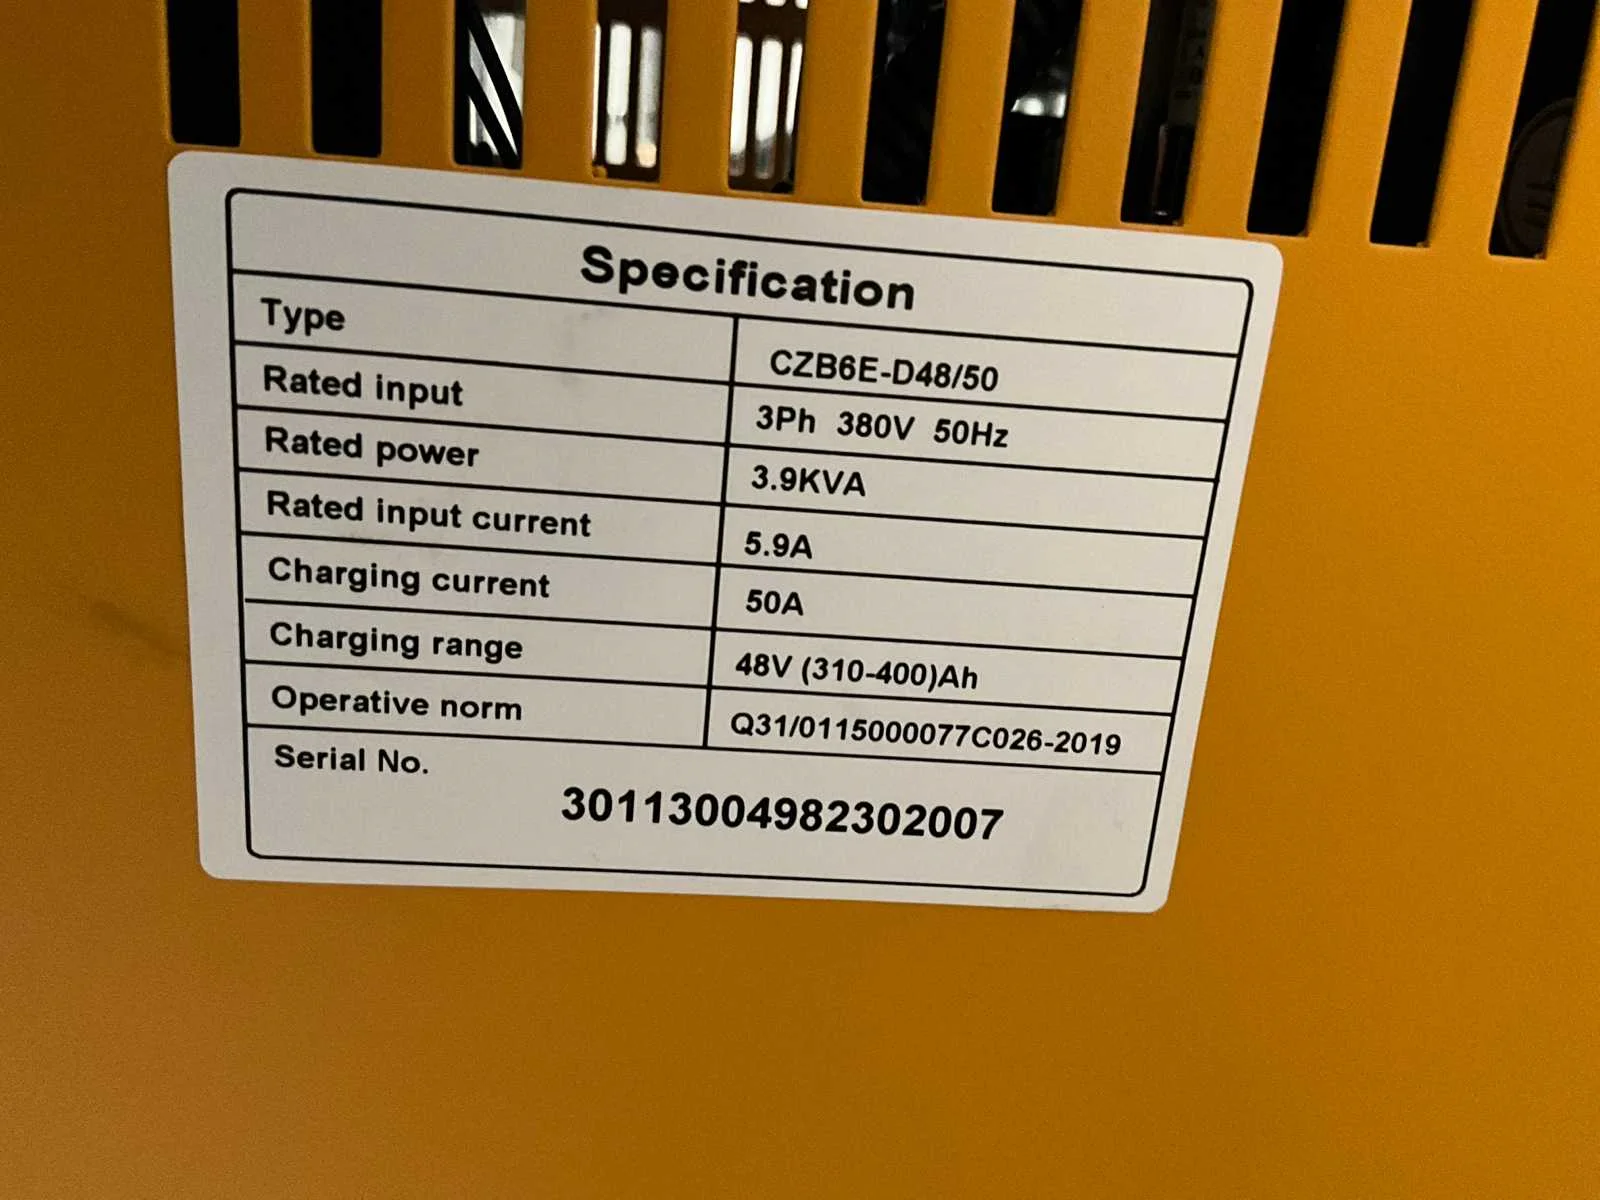 Specification
Type CZB6E-D48/50
Rated input 3Ph 380V 50Hz
Rated power 3.9KVA
Rated input current 5.9A
Charging current 50A
Charging range 48V (310-400)Ah
Operative norm Q31/0115000077C026-2019
Serial No.
30113004982302007